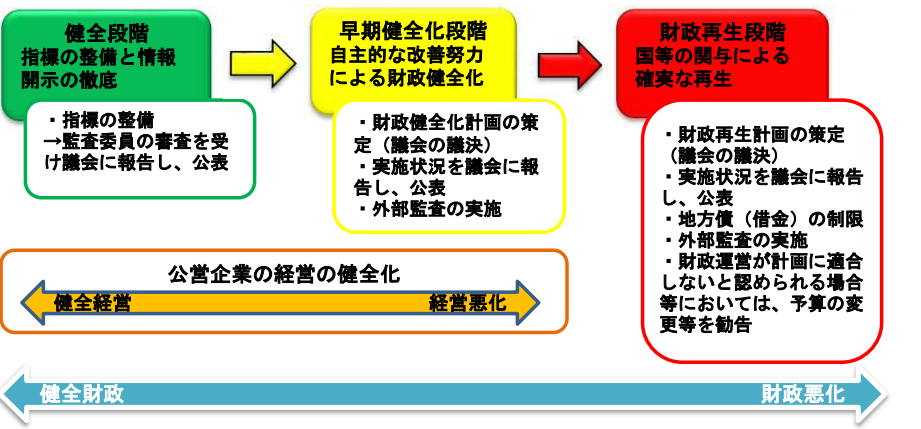 健全段階
指標の整備と情報
開示の徹底
・指標の整備
→監査委員の審査を受
け議会に報告し、公表
早期健全化段階
自主的な改善努力
による財政健全化
・財政健全化計画の策
定（議会の議決）
・実施状況を議会に報
告し、公表
・外部監査の実施
財政再生段階
国等の関与による
確実な再生
・財政再生計画の策定
（議会の議決）
・実施状況を議会に報告
し、公表
・地方債（借金）の制限
・外部監査の実施
・財政運営が計画に適合
しないと認められる場合
等においては、予算の変
更等を勧告
公営企業の経営の健全化
健全経営
経営悪化
健全財政
財政悪化